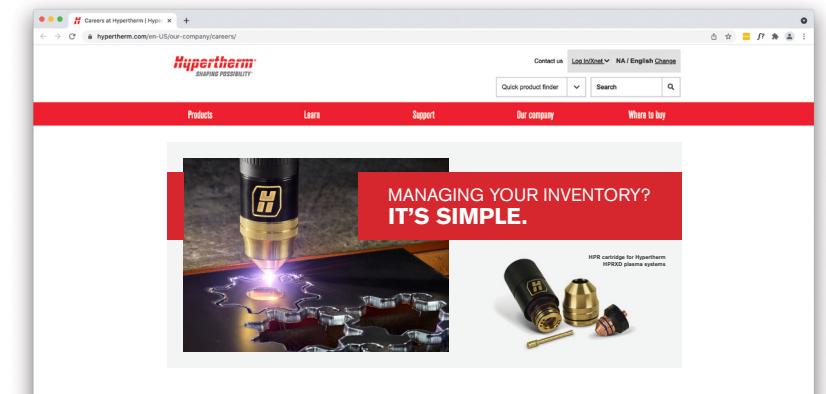 Careers at Hypertherm | Hyper
hypertherm.com/en-US/our-company/careers/
Hypertherm®
SHAPING POSSIBILITY™
Contact us Log In/Xnet NA / English Change
Quick product finder Search
Products Learn Support Our company Where to buy
MANAGING YOUR INVENTORY?
IT'S SIMPLE.
HPR cartridge for Hypertherm
HPRXD plasma systems